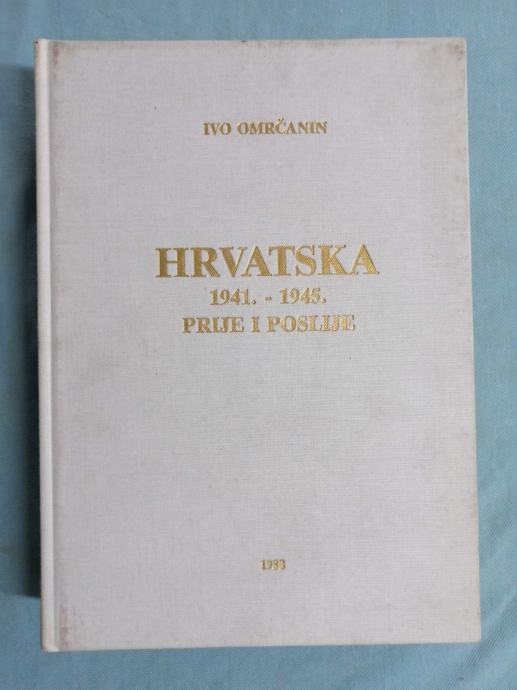 IVO OMRČANIN
HRVATSKA
1941. - 1945.
PRIJE I POSLIJE
1983